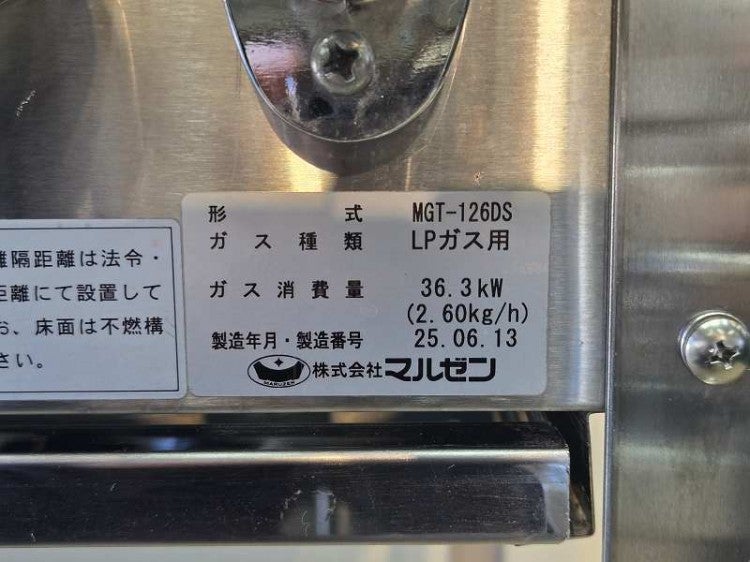 離隔距離は法令・
距離にて設置して
お、床面は不燃構
さい。
形式 MGT-126DS
ガス種類 LPガス用
ガス消費量 36.3kW
(2.60kg/h)
製造年月・製造番号 25.06.13
MARUZEN 株式会社マルゼン